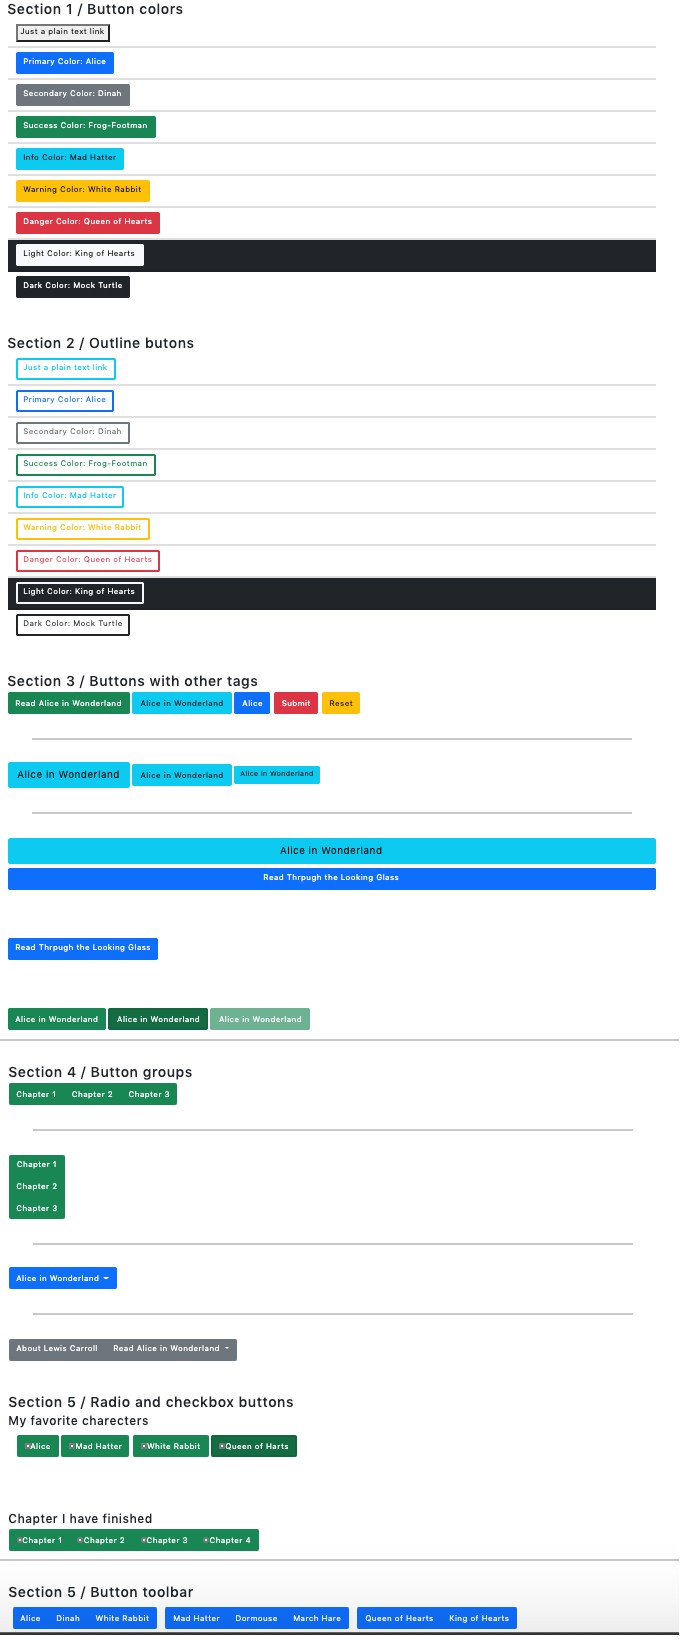 Section 1 / Button colors
Just a plain text link
Primary Color: Alice
Secondary Color: Dinah
Success Color: Frog-Footman
Info Color: Mad Hatter
Warning Color: White Rabbit
Danger Color: Queen of Hearts
Light Color: King of Hearts
Dark Color: Mock Turtle
Section 2 / Outline butons
Just a plain text link
Primary Color: Alice
Secondary Color: Dinah
Success Color: Frog-Footman
Info Color: Mad Hatter
Warning Color: White Rabbit
Danger Color: Queen of Hearts
Light Color: King of Hearts
Dark Color: Mock Turtle
Section 3 / Buttons with other tags
Read Alice in Wonderland Alice in Wonderland Alice Submit Reset
Alice in Wonderland Alice in Wonderland Alice in Wonderland
Alice in Wonderland
Read Thrpugh the Looking Glass
Read Thrpugh the Looking Glass
Alice in Wonderland Alice in Wonderland Alice in Wonderland
Section 4 / Button groups
Chapter 1 Chapter 2 Chapter 3
Chapter 1
Chapter 2
Chapter 3
Alice in Wonderland
About Lewis Carroll Read Alice in Wonderland
Section 5 / Radio and checkbox buttons
My favorite charecters
Alice Mad Hatter White Rabbit Queen of Harts
Chapter I have finished
Chapter 1 Chapter 2 Chapter 3 Chapter 4
Section 5 / Button toolbar
Alice Dinah White Rabbit Mad Hatter Dormouse March Hare Queen of Hearts King of Hearts